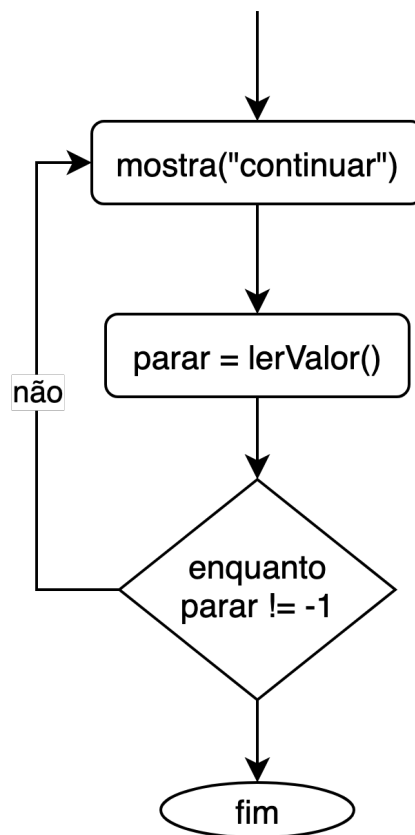 mostra("continuar")
parar = lerValor()
não
enquanto
parar != -1
fim